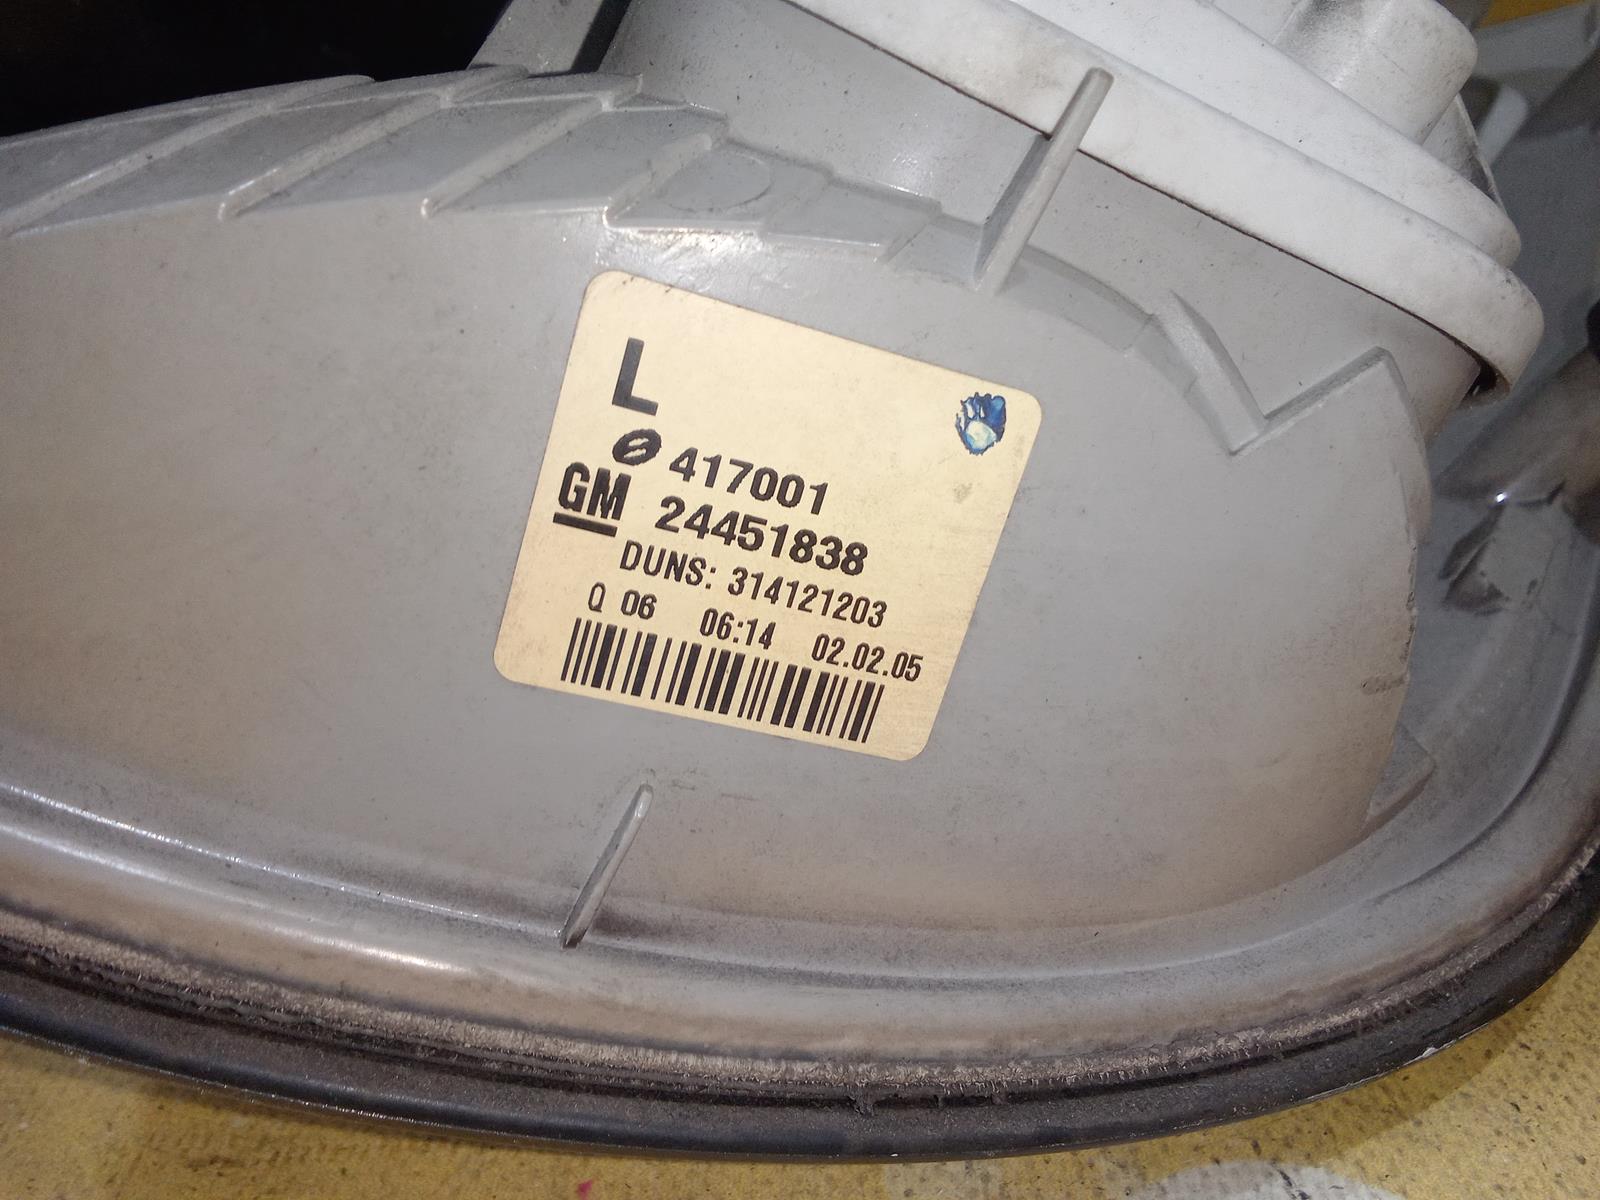 L
417001
GM 24451838
DUNS: 314121203
Q 06 06:14 02.02.05